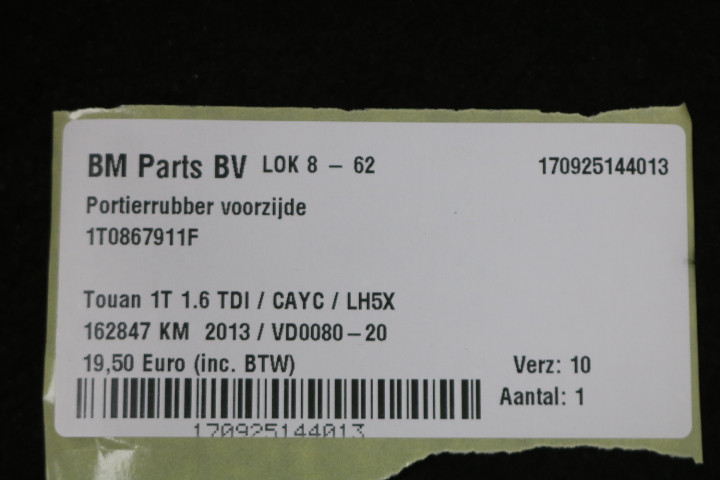 BM Parts BV LOK 8 - 62 170925144013
Portierrubber voorzijde
1T0867911F
Touan 1T 1.6 TDI / CAYC / LH5X
162847 KM 2013 / VD0080-20
19,50 Euro (inc. BTW) Verz: 10
Aantal: 1
170925144013